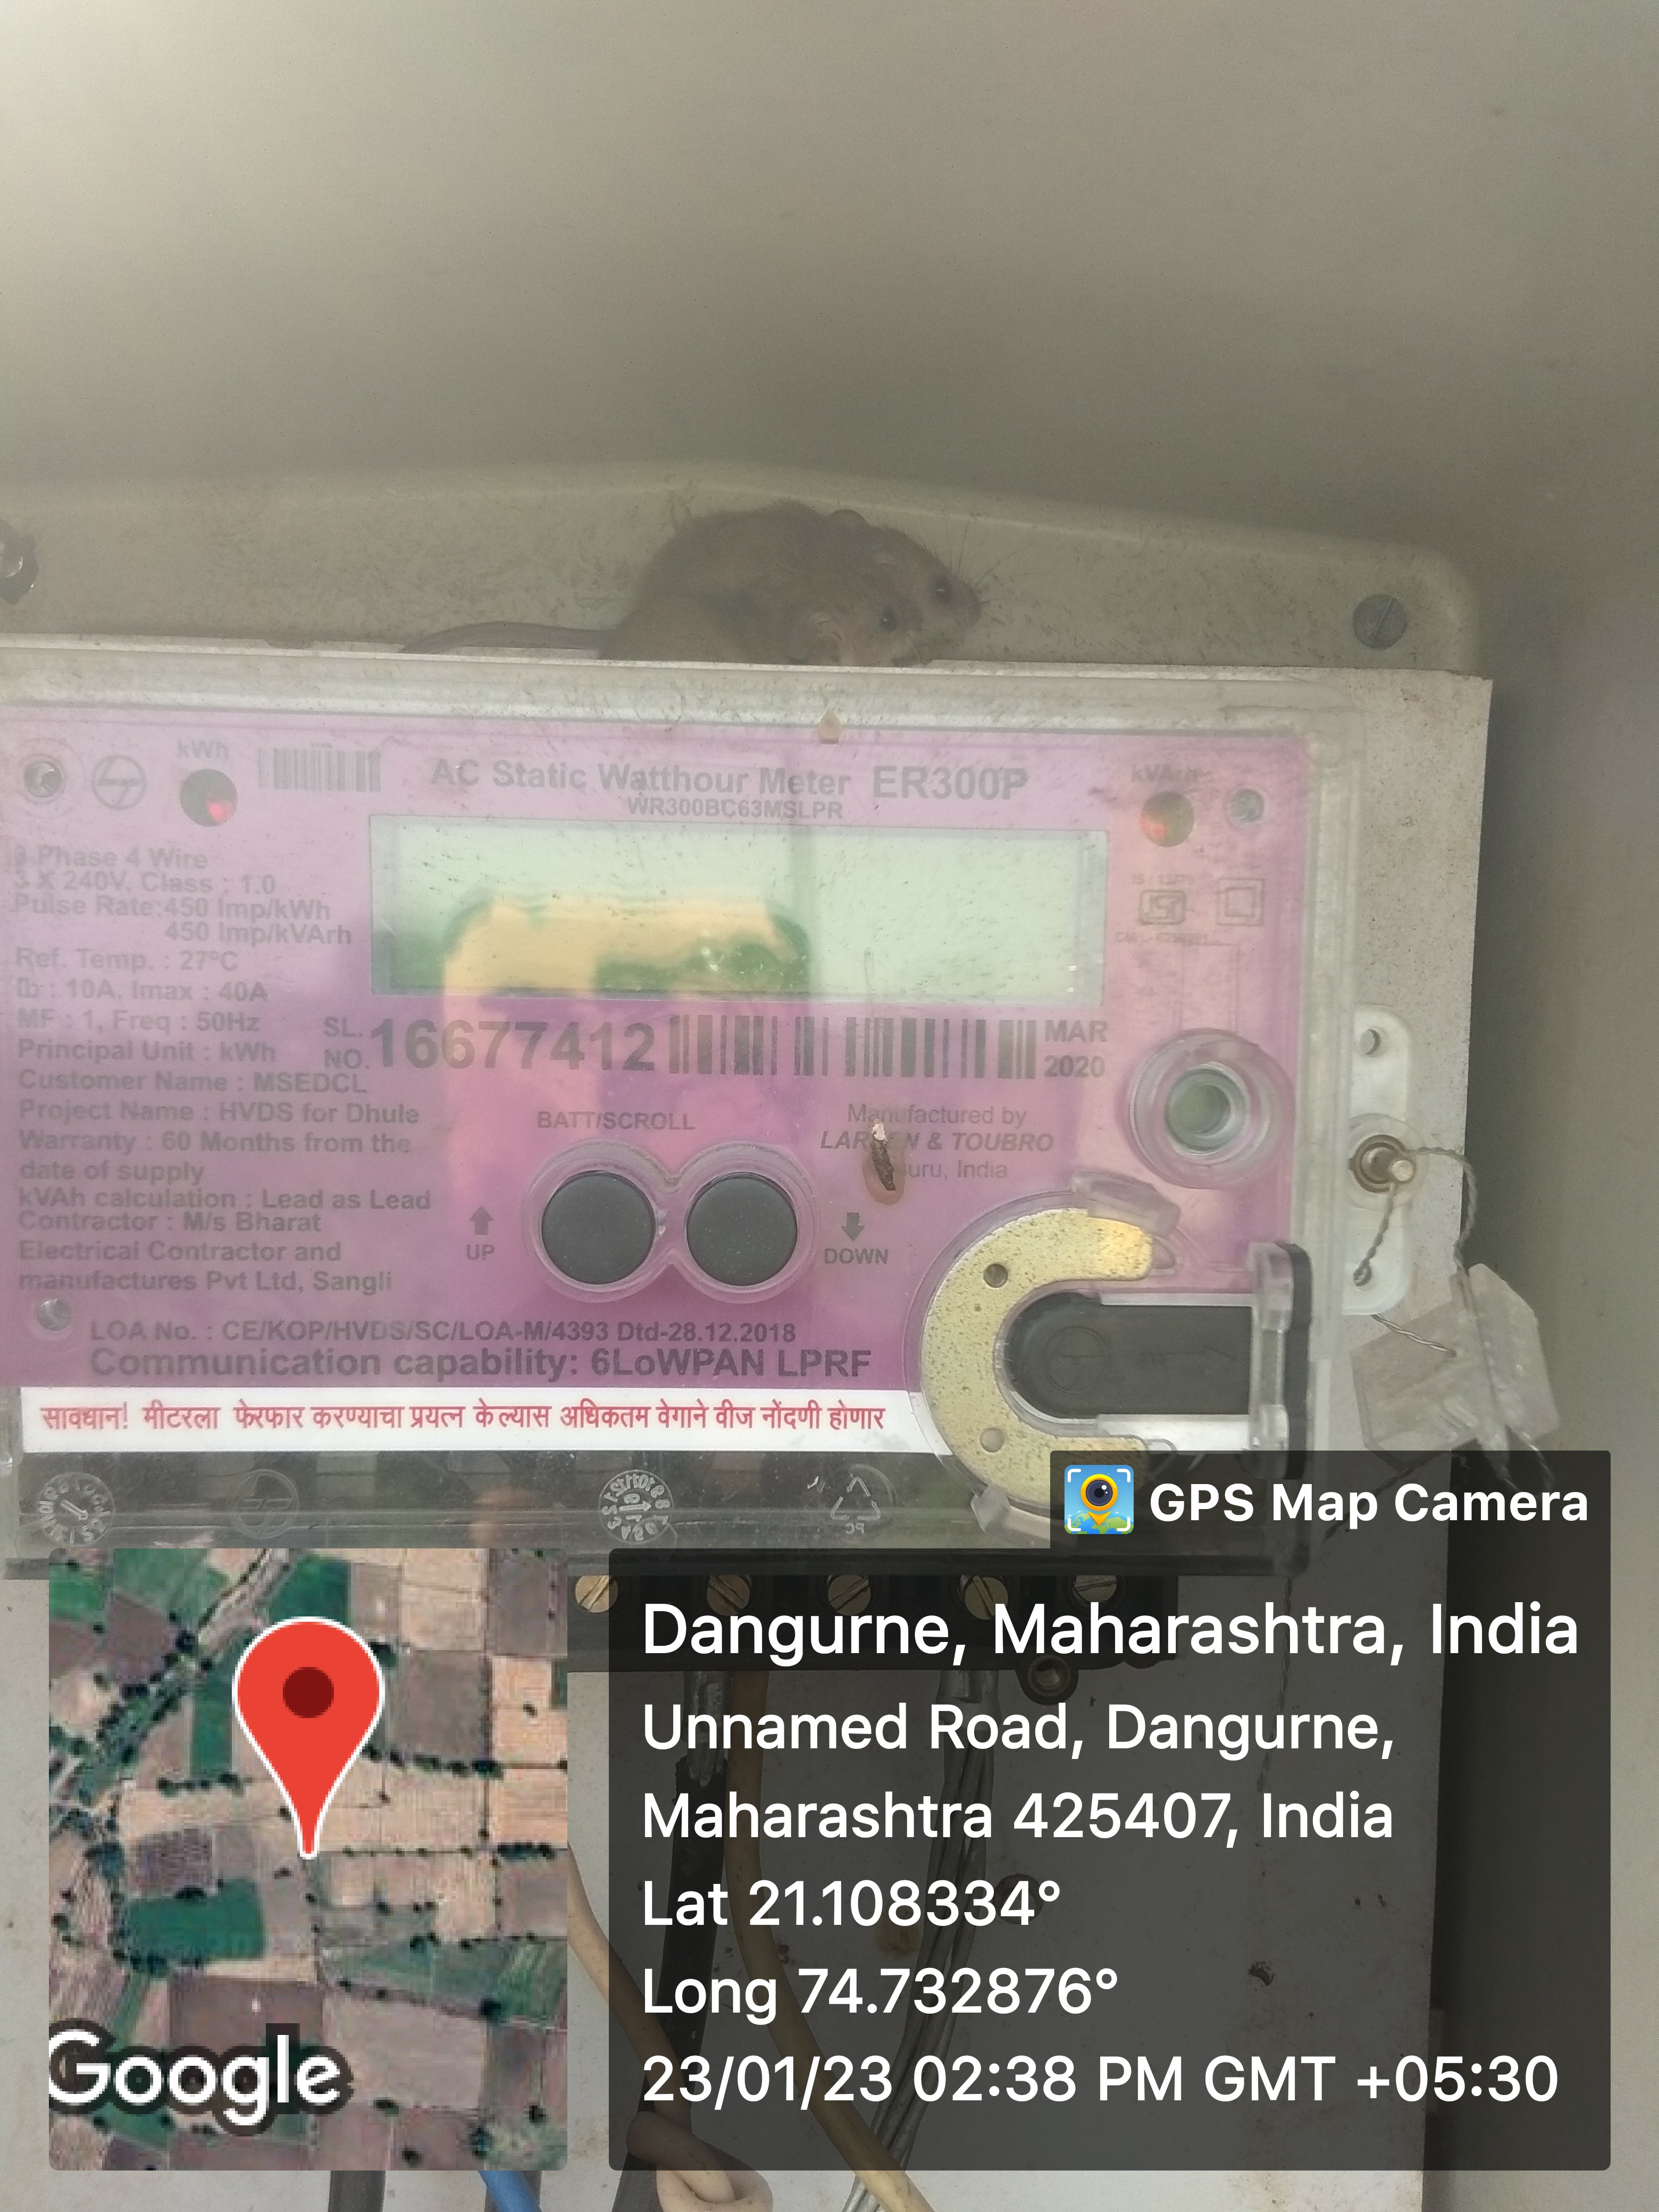 kWh
AC Static Watthour Meter ER300P
WR300BC63MSLPR
kVArh
3 Phase 4 Wire
3 X 240V, Class : 1.0
Pulse Rate:450 Imp/kWh
450 Imp/kVArh
Ref. Temp. : 27°C
Ib : 10A, Imax : 40A
MF : 1, Freq : 50Hz
Principal Unit : kWh
SL.
NO. 16677412
MAR
2020
Customer Name : MSEDCL
Project Name : HVDS for Dhule
Warranty : 60 Months from the
date of supply
kVAh calculation : Lead as Lead
Contractor : M/s Bharat
Electrical Contractor and
manufactures Pvt Ltd, Sangli
BATT/SCROLL
UP
DOWN
Manufactured by
& TOUBRO
India
LOA No. : CE/KOP/HVDS/SC/LOA-M/4393 Dtd-28.12.2018
Communication capability: 6LoWPAN LPRF
सावधान! मीटरला फेरफार करण्याचा प्रयत्न केल्यास अधिकतम वेगाने वीज नोंदणी होणार
PC
GPS Map Camera
Google
Dangurne, Maharashtra, India
Unnamed Road, Dangurne,
Maharashtra 425407, India
Lat 21.108334°
Long 74.732876°
23/01/23 02:38 PM GMT +05:30